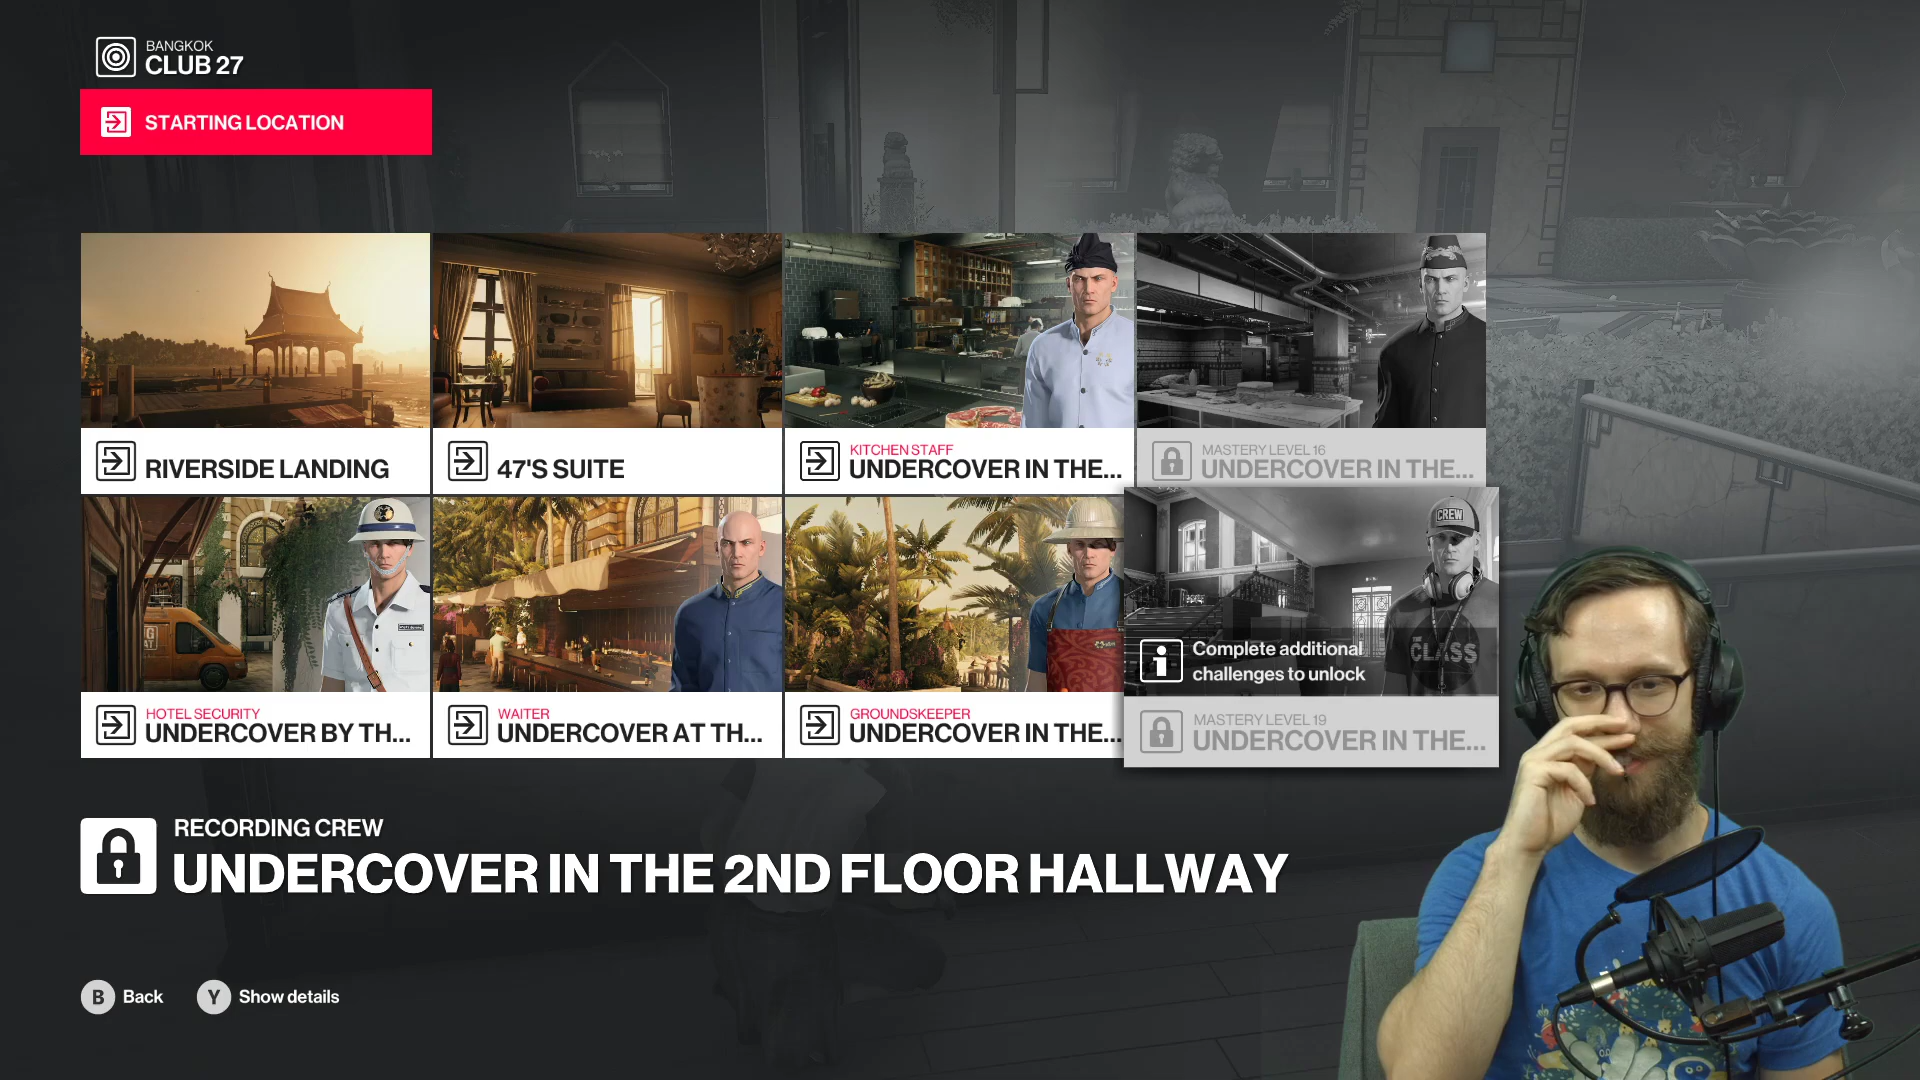 BANGKOK
CLUB 27
STARTING LOCATION
RIVERSIDE LANDING
47'S SUITE
KITCHEN STAFF
UNDERCOVER IN THE...
MASTERY LEVEL 16
UNDERCOVER IN THE...
HOTEL SECURITY
UNDERCOVER BY TH...
WAITER
UNDERCOVER AT TH...
GROUNDSKEEPER
UNDERCOVER IN THE...
CREW
THE
CLASS
Complete additional
challenges to unlock
MASTERY LEVEL 19
UNDERCOVER IN THE...
RECORDING CREW
UNDERCOVER IN THE 2ND FLOOR HALLWAY
B Back
Y Show details